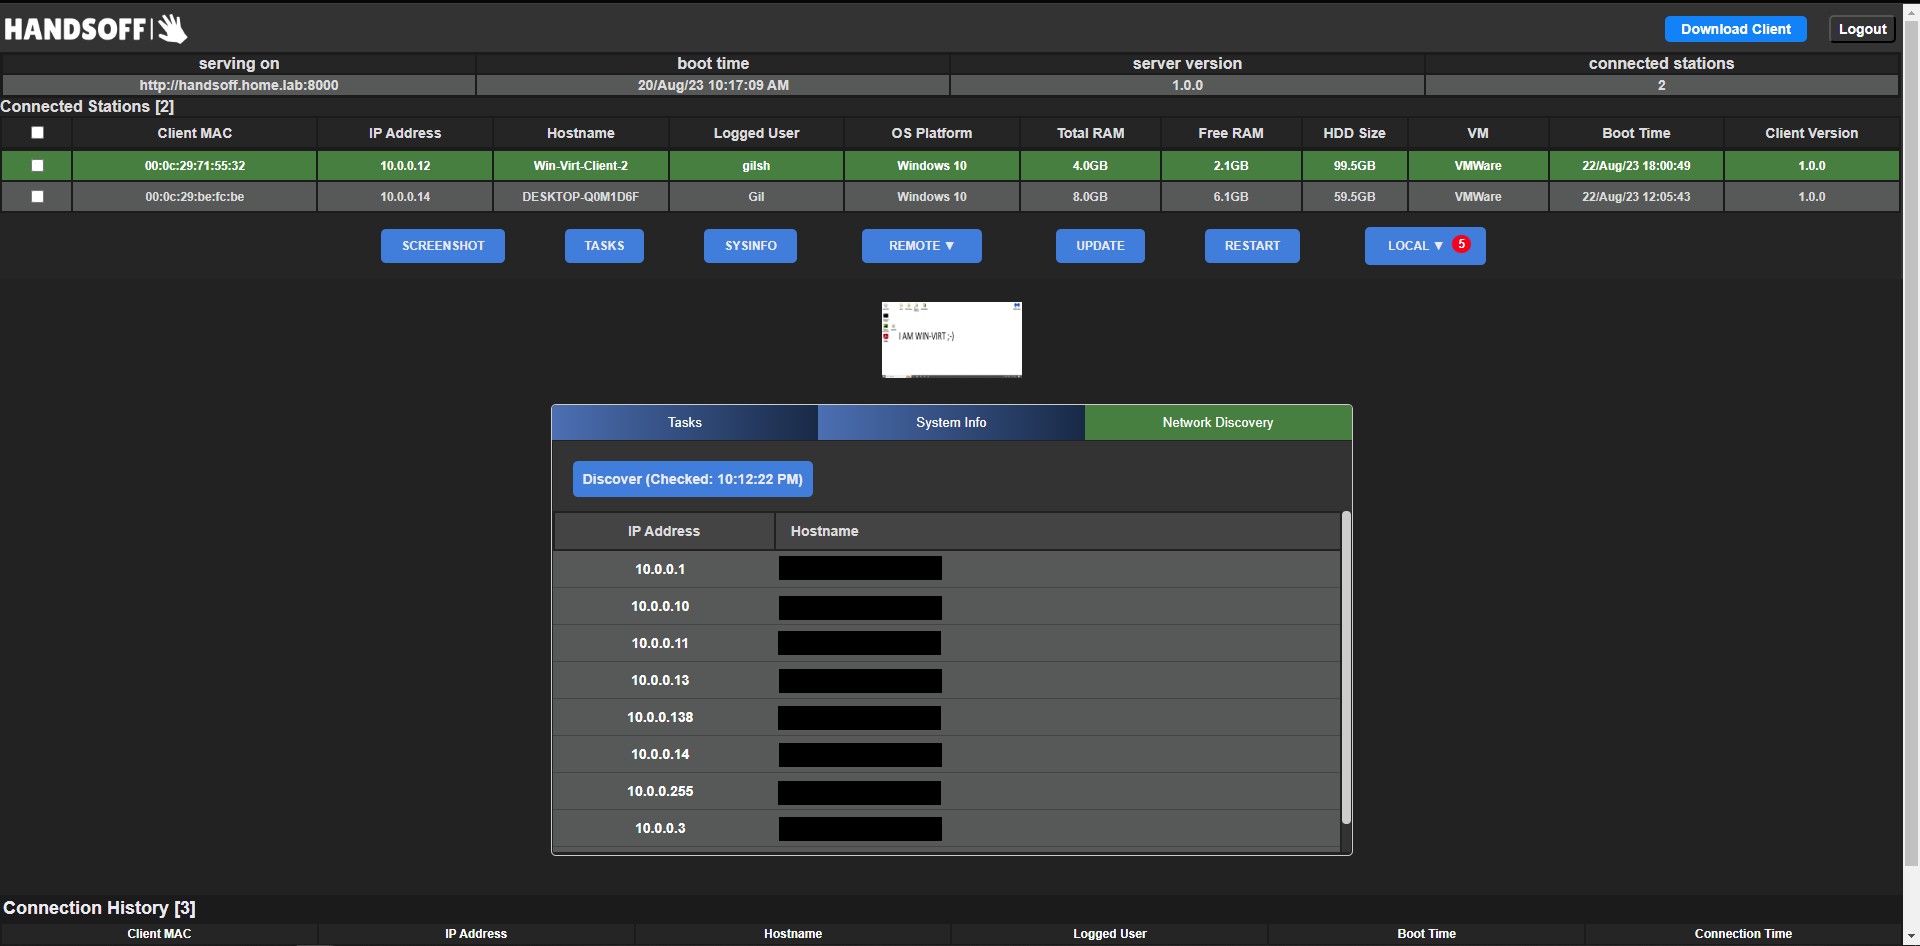 HANDSOFF
Download Client
Logout
serving on boot time server version connected stations
http://handsoff.home.lab:8000 20/Aug/23 10:17:09 AM 1.0.0 2
Connected Stations [2]
Client MAC IP Address Hostname Logged User OS Platform Total RAM Free RAM HDD Size VM Boot Time Client Version
00:0c:29:71:55:32 10.0.0.12 Win-Virt-Client-2 gilsh Windows 10 4.0GB 2.1GB 99.5GB VMWare 22/Aug/23 18:00:49 1.0.0
00:0c:29:be:fc:be 10.0.0.14 DESKTOP-Q0M1D6F Gil Windows 10 8.0GB 6.1GB 59.5GB VMWare 22/Aug/23 12:05:43 1.0.0
SCREENSHOT TASKS SYSINFO REMOTE ▼ UPDATE RESTART LOCAL ▼ 5
I AM WIN-VIRT ;-)
Tasks System Info Network Discovery
Discover (Checked: 10:12:22 PM)
IP Address Hostname
10.0.0.1
10.0.0.10
10.0.0.11
10.0.0.13
10.0.0.138
10.0.0.14
10.0.0.255
10.0.0.3
Connection History [3]
Client MAC IP Address Hostname Logged User Boot Time Connection Time